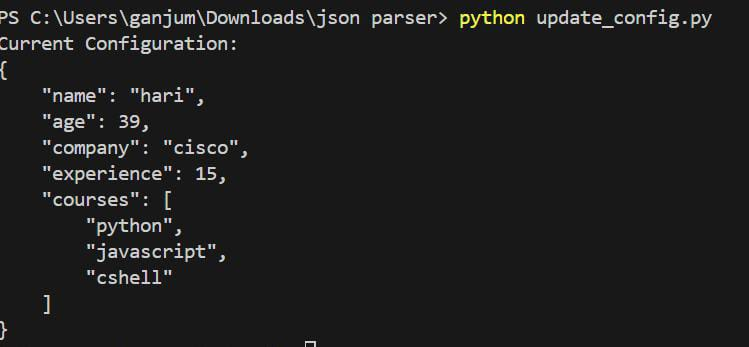 PS C:\Users\ganjum\Downloads\json parser> python update_config.py
Current Configuration:
{
    "name": "hari",
    "age": 39,
    "company": "cisco",
    "experience": 15,
    "courses": [
        "python",
        "javascript",
        "cshell"
    ]
}